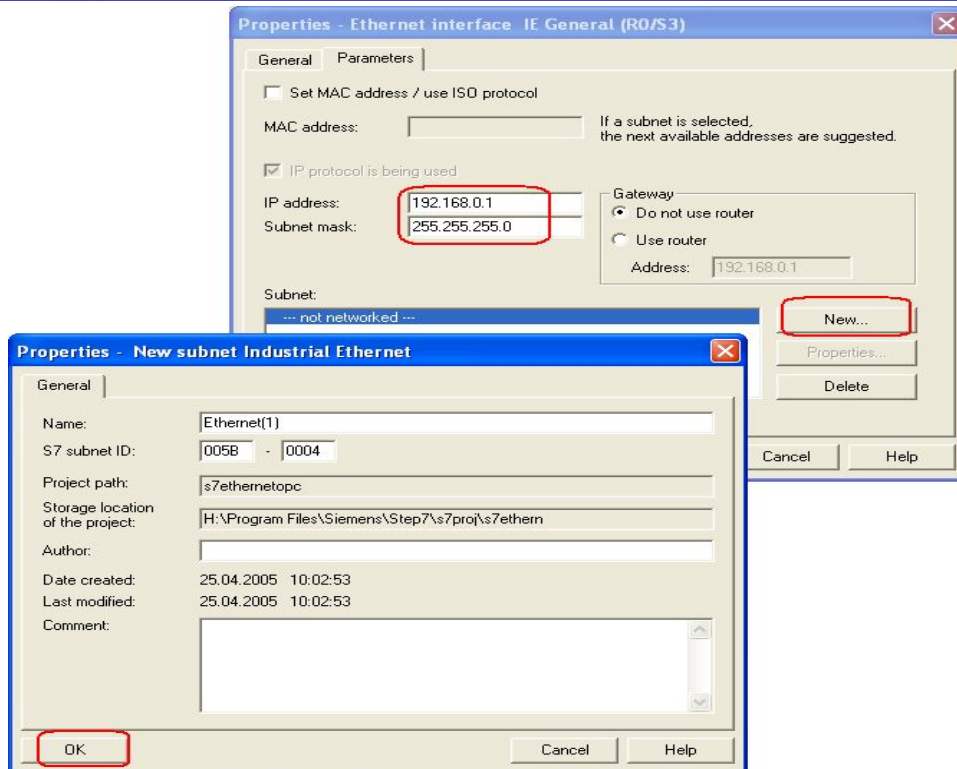 Properties - Ethernet interface IE General (R0/S3)
General Parameters
Set MAC address / use ISO protocol
MAC address:
If a subnet is selected,
the next available addresses are suggested.
IP protocol is being used
IP address: 192.168.0.1
Subnet mask: 255.255.255.0
Gateway
Do not use router
Use router
Address: 192.168.0.1
Subnet:
--- not networked ---
New...
Properties...
Delete
Cancel Help
Properties - New subnet Industrial Ethernet
General
Name: Ethernet(1)
S7 subnet ID: 005B - 0004
Project path: s7ethernetopc
Storage location
of the project: H:\Program Files\Siemens\Step7\s7proj\s7ethern
Author:
Date created: 25.04.2005 10:02:53
Last modified: 25.04.2005 10:02:53
Comment:
OK Cancel Help